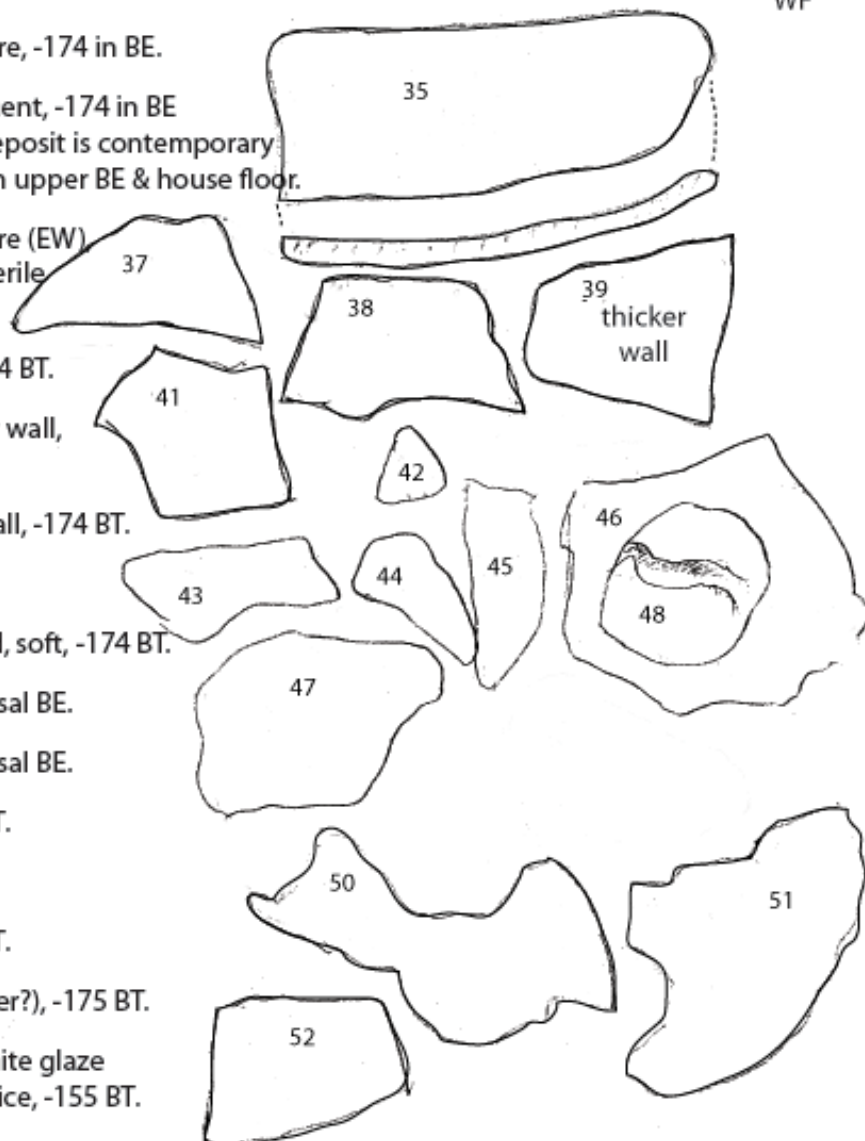 WP
re, -174 in BE.
35
ent, -174 in BE
eposit is contemporary
n upper BE & house floor.
re (EW)
37
erile
38
39
thicker
wall
4 BT.
41
wall,
42
all, -174 BT.
43
44
45
46
48
l, soft, -174 BT.
47
sal BE.
sal BE.
T.
50
51
T.
er?), -175 BT.
52
ite glaze
ice, -155 BT.